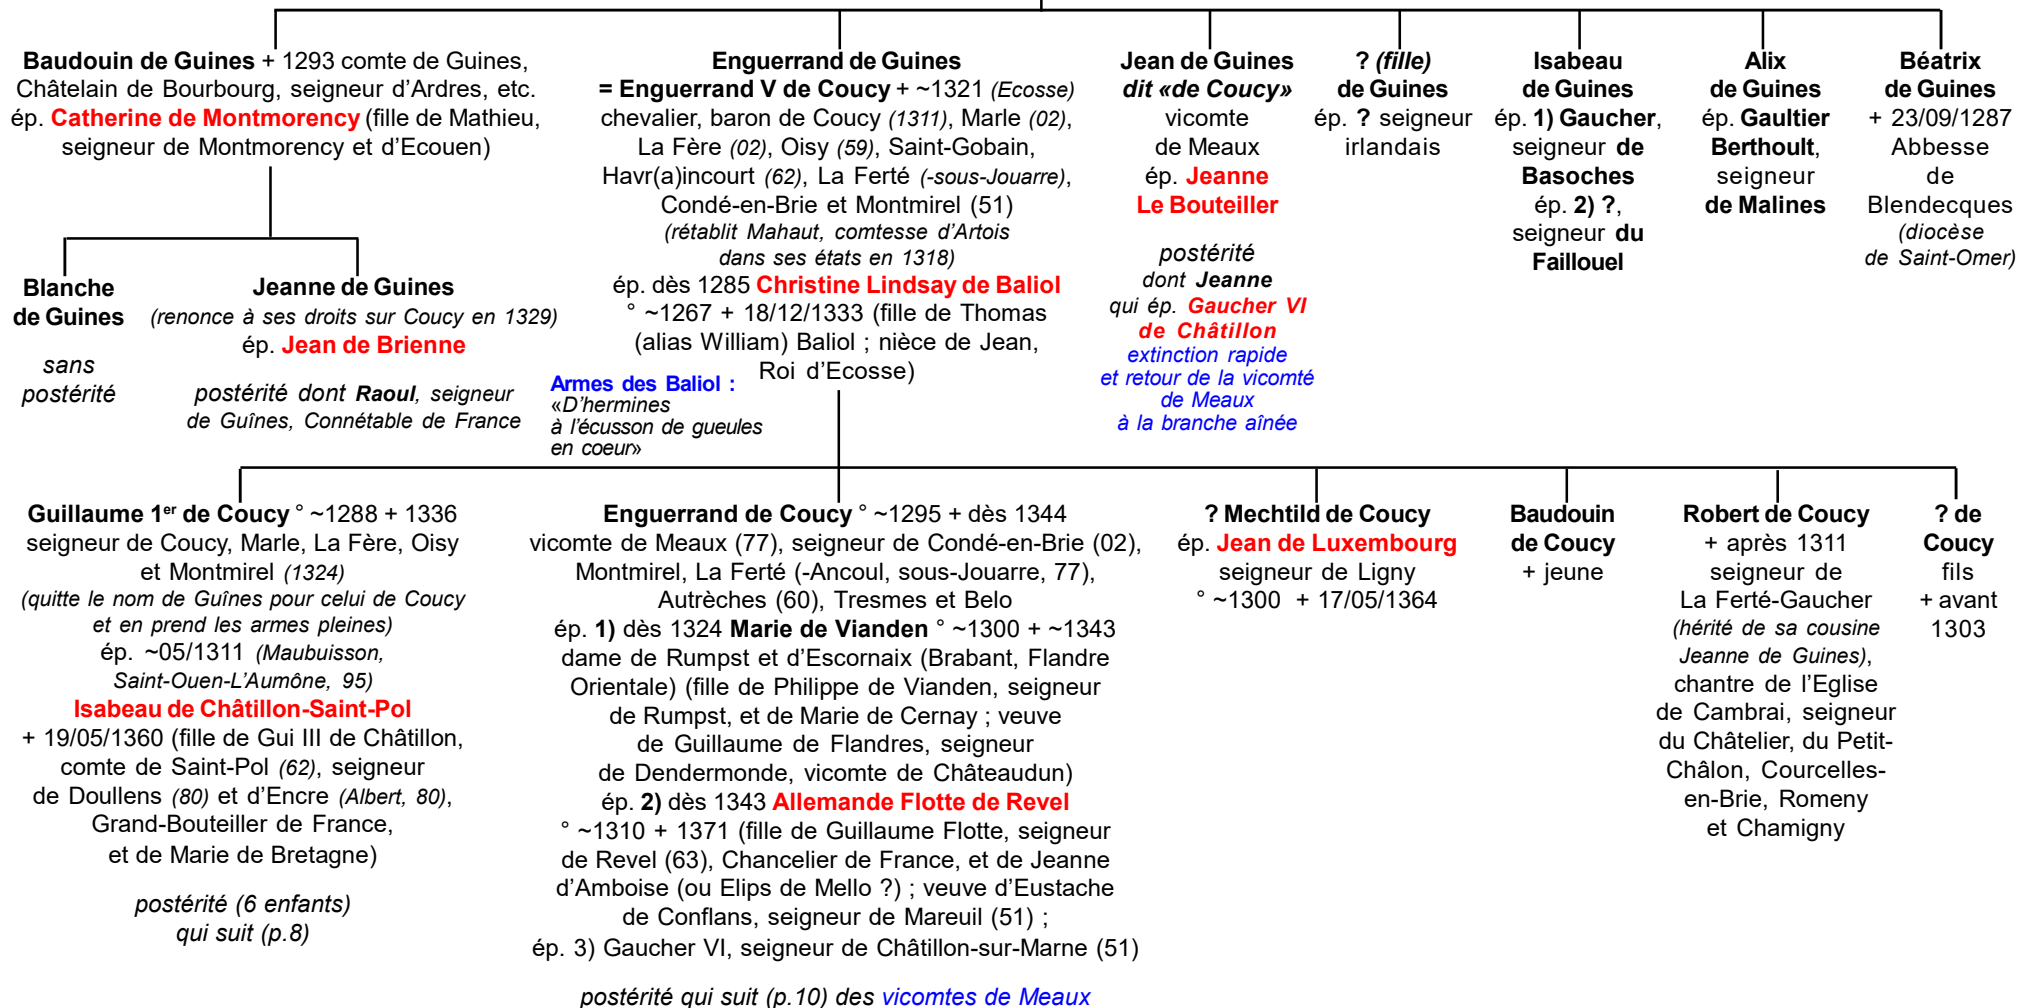 Baudouin de Guines + 1293 comte de Guines,
Châtelain de Bourbourg, seigneur d'Ardres, etc.
ép. Catherine de Montmorency (fille de Mathieu,
seigneur de Montmorency et d'Ecouen)
Enguerrand de Guines
= Enguerrand V de Coucy + ~1321 (Ecosse)
chevalier, baron de Coucy (1311), Marle (02),
La Fère (02), Oisy (59), Saint-Gobain,
Havr(a)incourt (62), La Ferté (-sous-Jouarre),
Condé-en-Brie et Montmirel (51)
(rétablit Mahaut, comtesse d'Artois
dans ses états en 1318)
ép. dès 1285 Christine Lindsay de Baliol
° ~1267 + 18/12/1333 (fille de Thomas
(alias William) Baliol ; nièce de Jean,
Roi d'Ecosse)
Jean de Guines
dit «de Coucy»
vicomte
de Meaux
ép. Jeanne
Le Bouteiller
postérité
dont Jeanne
qui ép. Gaucher VI
de Châtillon
extinction rapide
et retour de la vicomté
de Meaux
à la branche aînée
? (fille)
de Guines
ép. ? seigneur
irlandais
Isabeau
de Guines
ép. 1) Gaucher,
seigneur de
Basoches
ép. 2) ?,
seigneur du
Faillouel
Alix
de Guines
ép. Gaultier
Berthoult,
seigneur
de Malines
Béatrix
de Guines
+ 23/09/1287
Abbesse
de
Blendecques
(diocèse
de Saint-Omer)
Blanche
de Guines
sans
postérité
Jeanne de Guines
(renonce à ses droits sur Coucy en 1329)
ép. Jean de Brienne
postérité dont Raoul, seigneur
de Guînes, Connétable de France
Armes des Baliol :
«D'hermines
à l'écusson de gueules
en coeur»
Guillaume 1er de Coucy ° ~1288 + 1336
seigneur de Coucy, Marle, La Fère, Oisy
et Montmirel (1324)
(quitte le nom de Guînes pour celui de Coucy
et en prend les armes pleines)
ép. ~05/1311 (Maubuisson,
Saint-Ouen-L'Aumône, 95)
Isabeau de Châtillon-Saint-Pol
+ 19/05/1360 (fille de Gui III de Châtillon,
comte de Saint-Pol (62), seigneur
de Doullens (80) et d'Encre (Albert, 80),
Grand-Bouteiller de France,
et de Marie de Bretagne)
postérité (6 enfants)
qui suit (p.8)
Enguerrand de Coucy ° ~1295 + dès 1344
vicomte de Meaux (77), seigneur de Condé-en-Brie (02),
Montmirel, La Ferté (-Ancoul, sous-Jouarre, 77),
Autrèches (60), Tresmes et Belo
ép. 1) dès 1324 Marie de Vianden ° ~1300 + ~1343
dame de Rumpst et d'Escornaix (Brabant, Flandre
Orientale) (fille de Philippe de Vianden, seigneur
de Rumpst, et de Marie de Cernay ; veuve
de Guillaume de Flandres, seigneur
de Dendermonde, vicomte de Châteaudun)
ép. 2) dès 1343 Allemande Flotte de Revel
° ~1310 + 1371 (fille de Guillaume Flotte, seigneur
de Revel (63), Chancelier de France, et de Jeanne
d'Amboise (ou Elips de Mello ?) ; veuve d'Eustache
de Conflans, seigneur de Mareuil (51) ;
ép. 3) Gaucher VI, seigneur de Châtillon-sur-Marne (51)
postérité qui suit (p.10) des vicomtes de Meaux
? Mechtild de Coucy
ép. Jean de Luxembourg
seigneur de Ligny
° ~1300 + 17/05/1364
Baudouin
de Coucy
+ jeune
Robert de Coucy
+ après 1311
seigneur de
La Ferté-Gaucher
(hérité de sa cousine
Jeanne de Guines),
chantre de l'Eglise
de Cambrai, seigneur
du Châtelier, du Petit-
Châlon, Courcelles-
en-Brie, Romeny
et Chamigny
? de
Coucy
fils
+ avant
1303